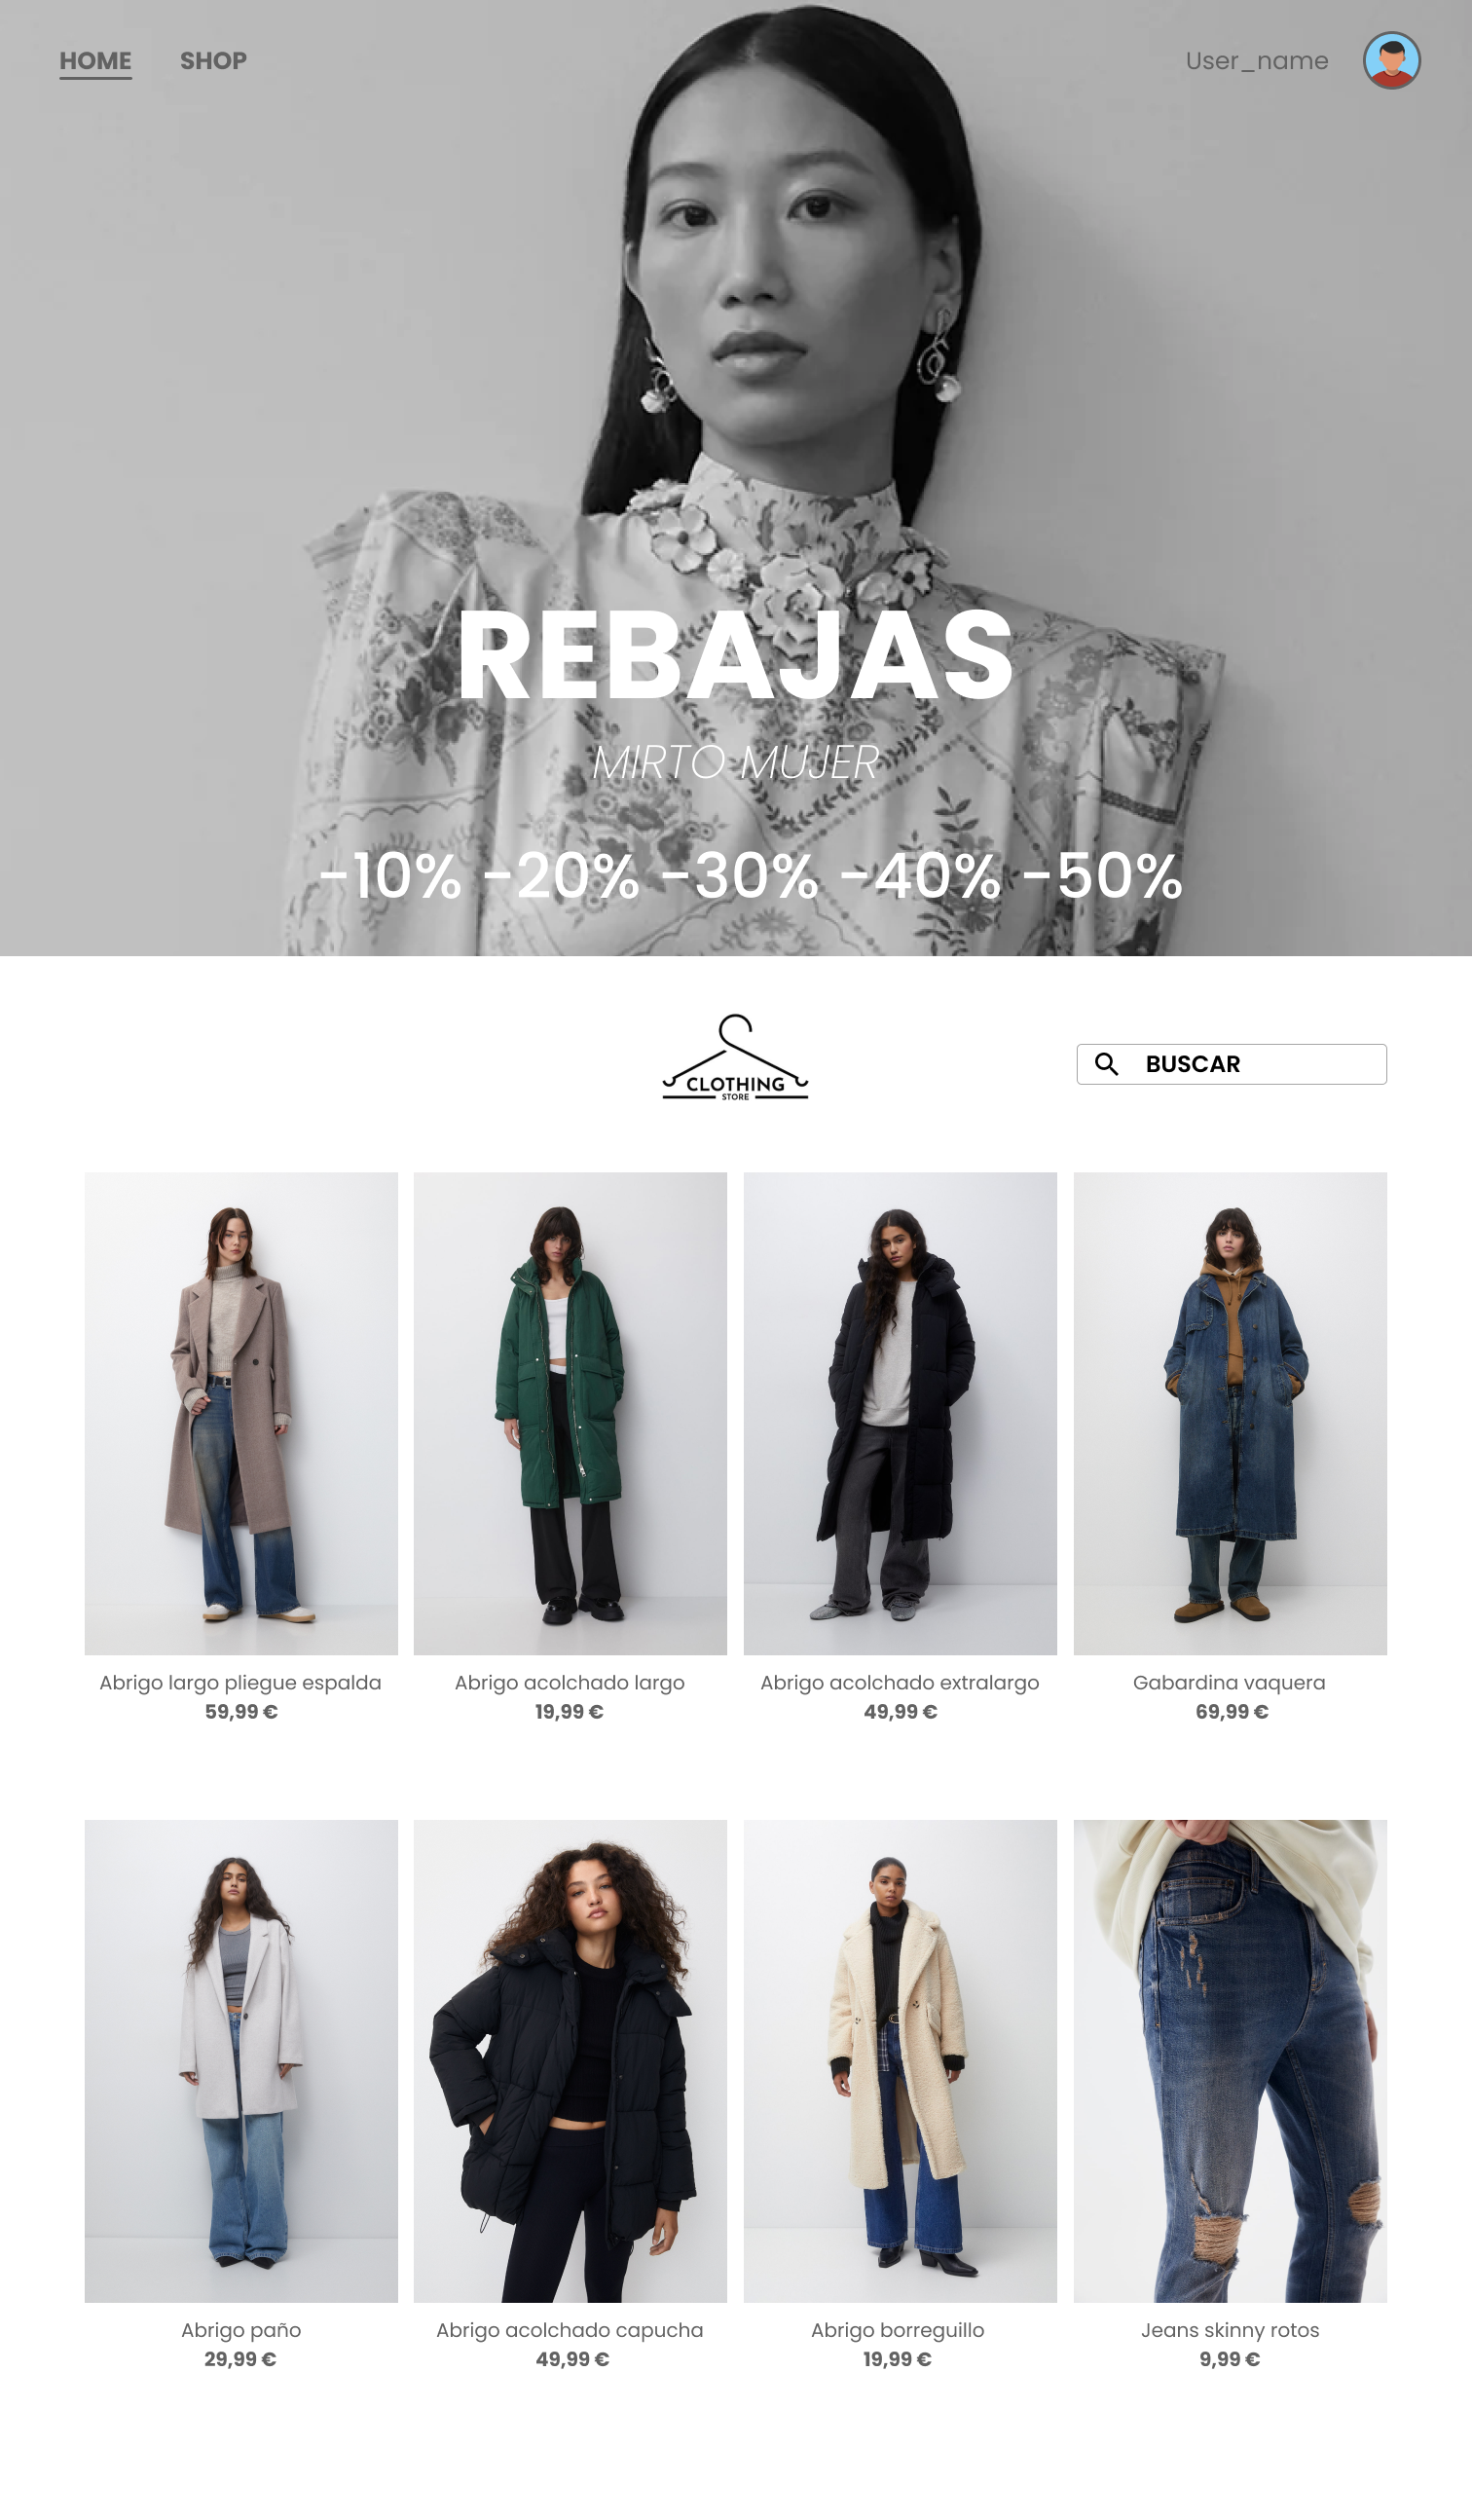 HOME SHOP User_name
REBAJAS
MIRTO MUJER
-10% -20% -30% -40% -50%
CLOTHING
STORE
BUSCAR
Abrigo largo pliegue espalda
59,99 €
Abrigo acolchado largo
19,99 €
Abrigo acolchado extralargo
49,99 €
Gabardina vaquera
69,99 €
Abrigo paño
29,99 €
Abrigo acolchado capucha
49,99 €
Abrigo borreguillo
19,99 €
Jeans skinny rotos
9,99 €